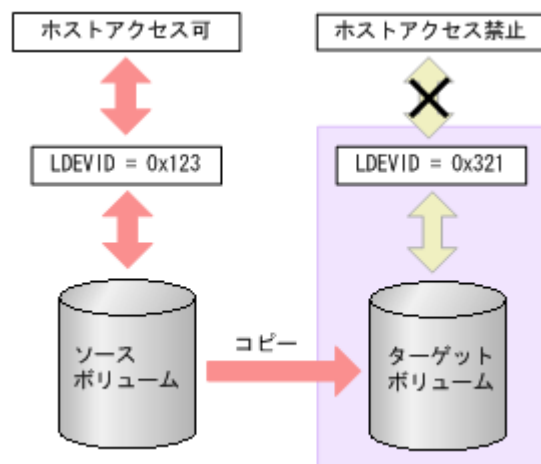 ホストアクセス可
ホストアクセス禁止
LDEVID = 0x123
LDEVID = 0x321
ソース
ボリューム
コピー
ターゲット
ボリューム